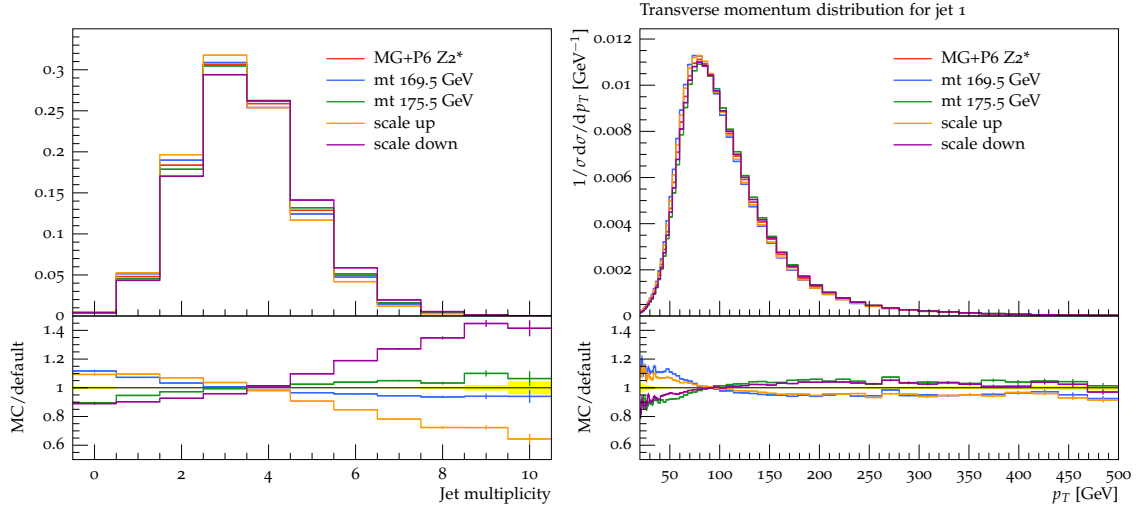 MG+P6 Z2*
mt 169.5 GeV
mt 175.5 GeV
scale up
scale down
0
0.05
0.1
0.15
0.2
0.25
0.3
0.6
0.8
1
1.2
1.4
MC/default
0 2 4 6 8 10
Jet multiplicity
Transverse momentum distribution for jet 1
MG+P6 Z2*
mt 169.5 GeV
mt 175.5 GeV
scale up
scale down
0
0.002
0.004
0.006
0.008
0.01
0.012
1/σ dσ/dp_T [GeV⁻¹]
0.6
0.8
1
1.2
1.4
MC/default
50 100 150 200 250 300 350 400 450 500
p_T [GeV]